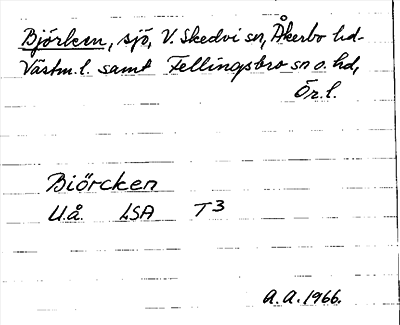 Björken, sjö, V. Skedvi sn, Åkerbo hd.
Västm. l. samt Fellingsbro sn o. hd,
Ör. l.
Biörcken
U.å. LSA T3
A. A. 1966.